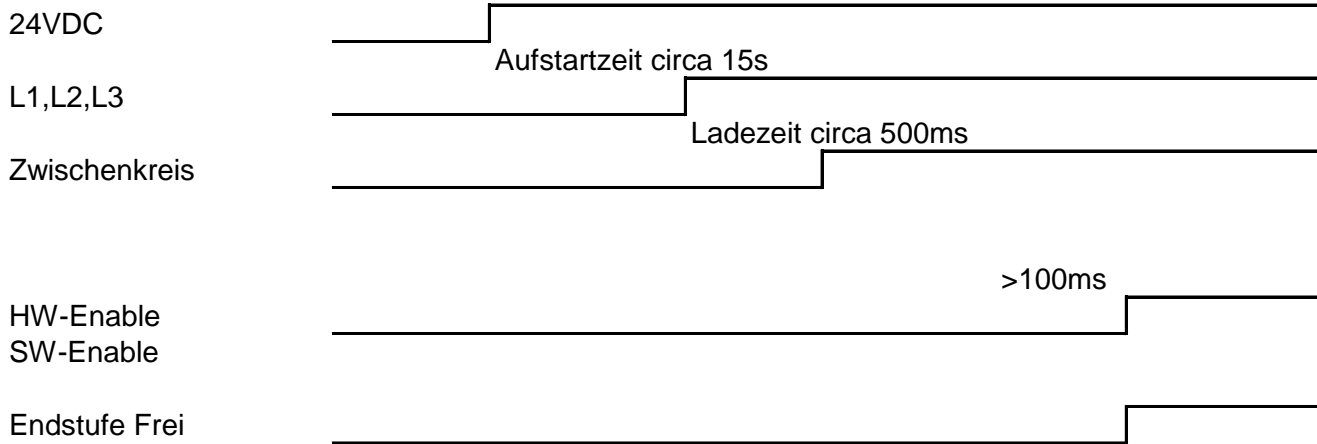 24VDC
Aufstartzeit circa 15s
L1,L2,L3
Ladezeit circa 500ms
Zwischenkreis
>100ms
HW-Enable
SW-Enable
Endstufe Frei